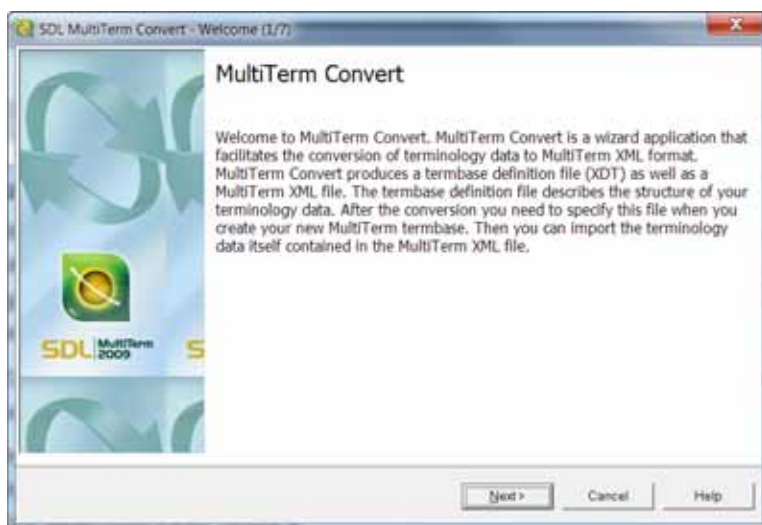 SDL MultiTerm Convert - Welcome (1/7)
MultiTerm Convert
Welcome to MultiTerm Convert. MultiTerm Convert is a wizard application that
facilitates the conversion of terminology data to MultiTerm XML format.
MultiTerm Convert produces a termbase definition file (XDT) as well as a
MultiTerm XML file. The termbase definition file describes the structure of your
terminology data. After the conversion you need to specify this file when you
create your new MultiTerm termbase. Then you can import the terminology
data itself contained in the MultiTerm XML file.
SDL MultiTerm
2009
S
Next >
Cancel
Help